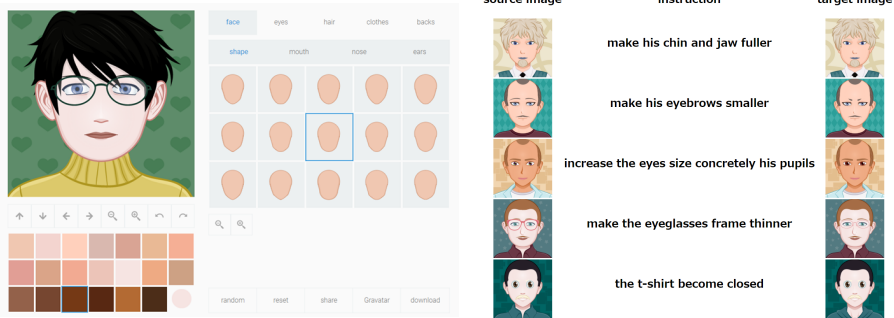 face eyes hair clothes backs
shape mouth nose ears
random reset share Gravatar download
source image instruction target image
make his chin and jaw fuller
make his eyebrows smaller
increase the eyes size concretely his pupils
make the eyeglasses frame thinner
the t-shirt become closed